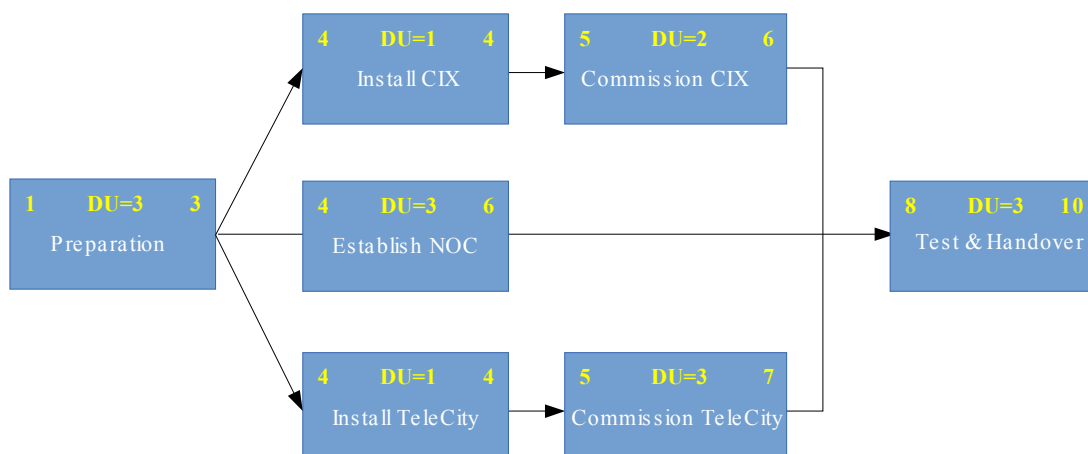 4 DU=1 4
Install CIX
5 DU=2 6
Commission CIX
1 DU=3 3
Preparation
4 DU=3 6
Establish NOC
8 DU=3 10
Test & Handover
4 DU=1 4
Install TeleCity
5 DU=3 7
Commission TeleCity